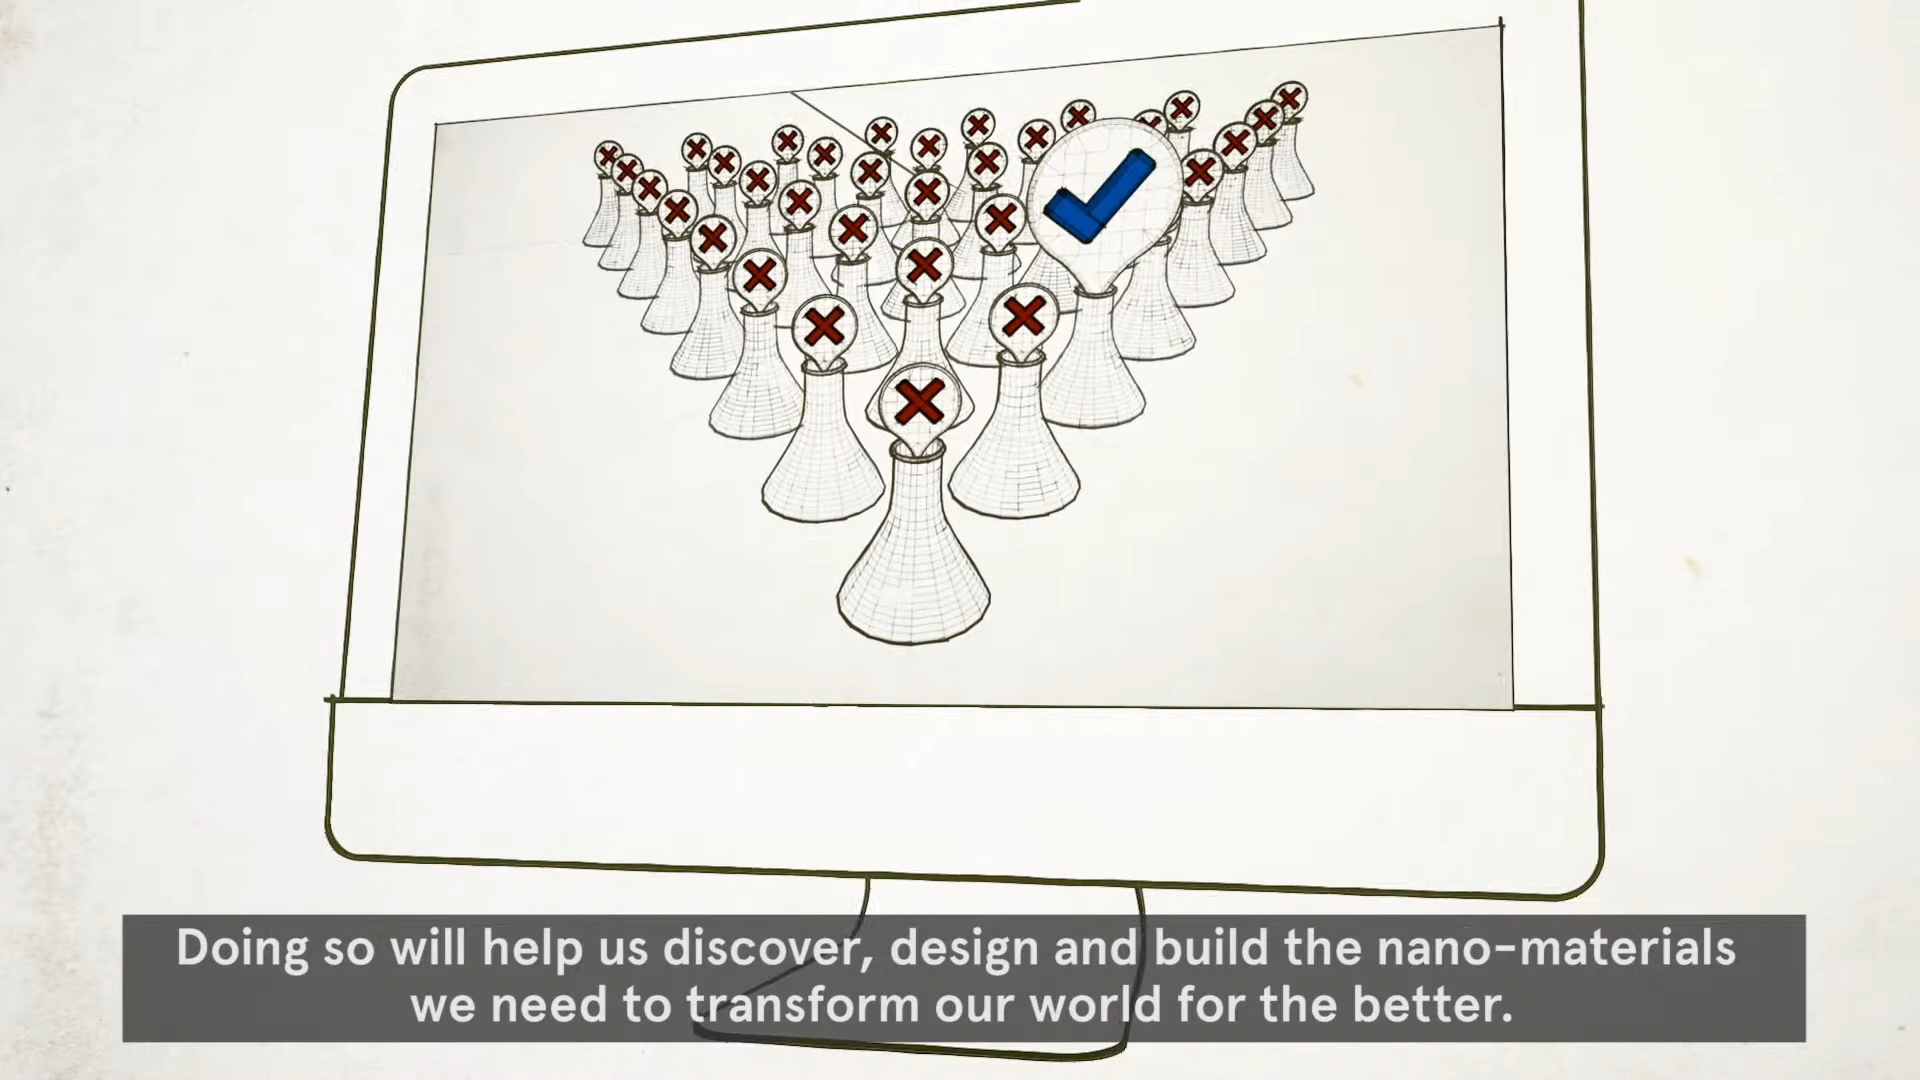 Doing so will help us discover, design and build the nano-materials
we need to transform our world for the better.